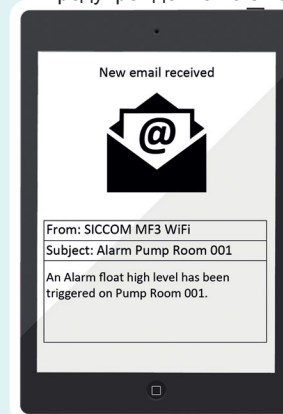 New email received
@
From: SICCOM MF3 WiFi
Subject: Alarm Pump Room 001
An Alarm float high level has been
triggered on Pump Room 001.